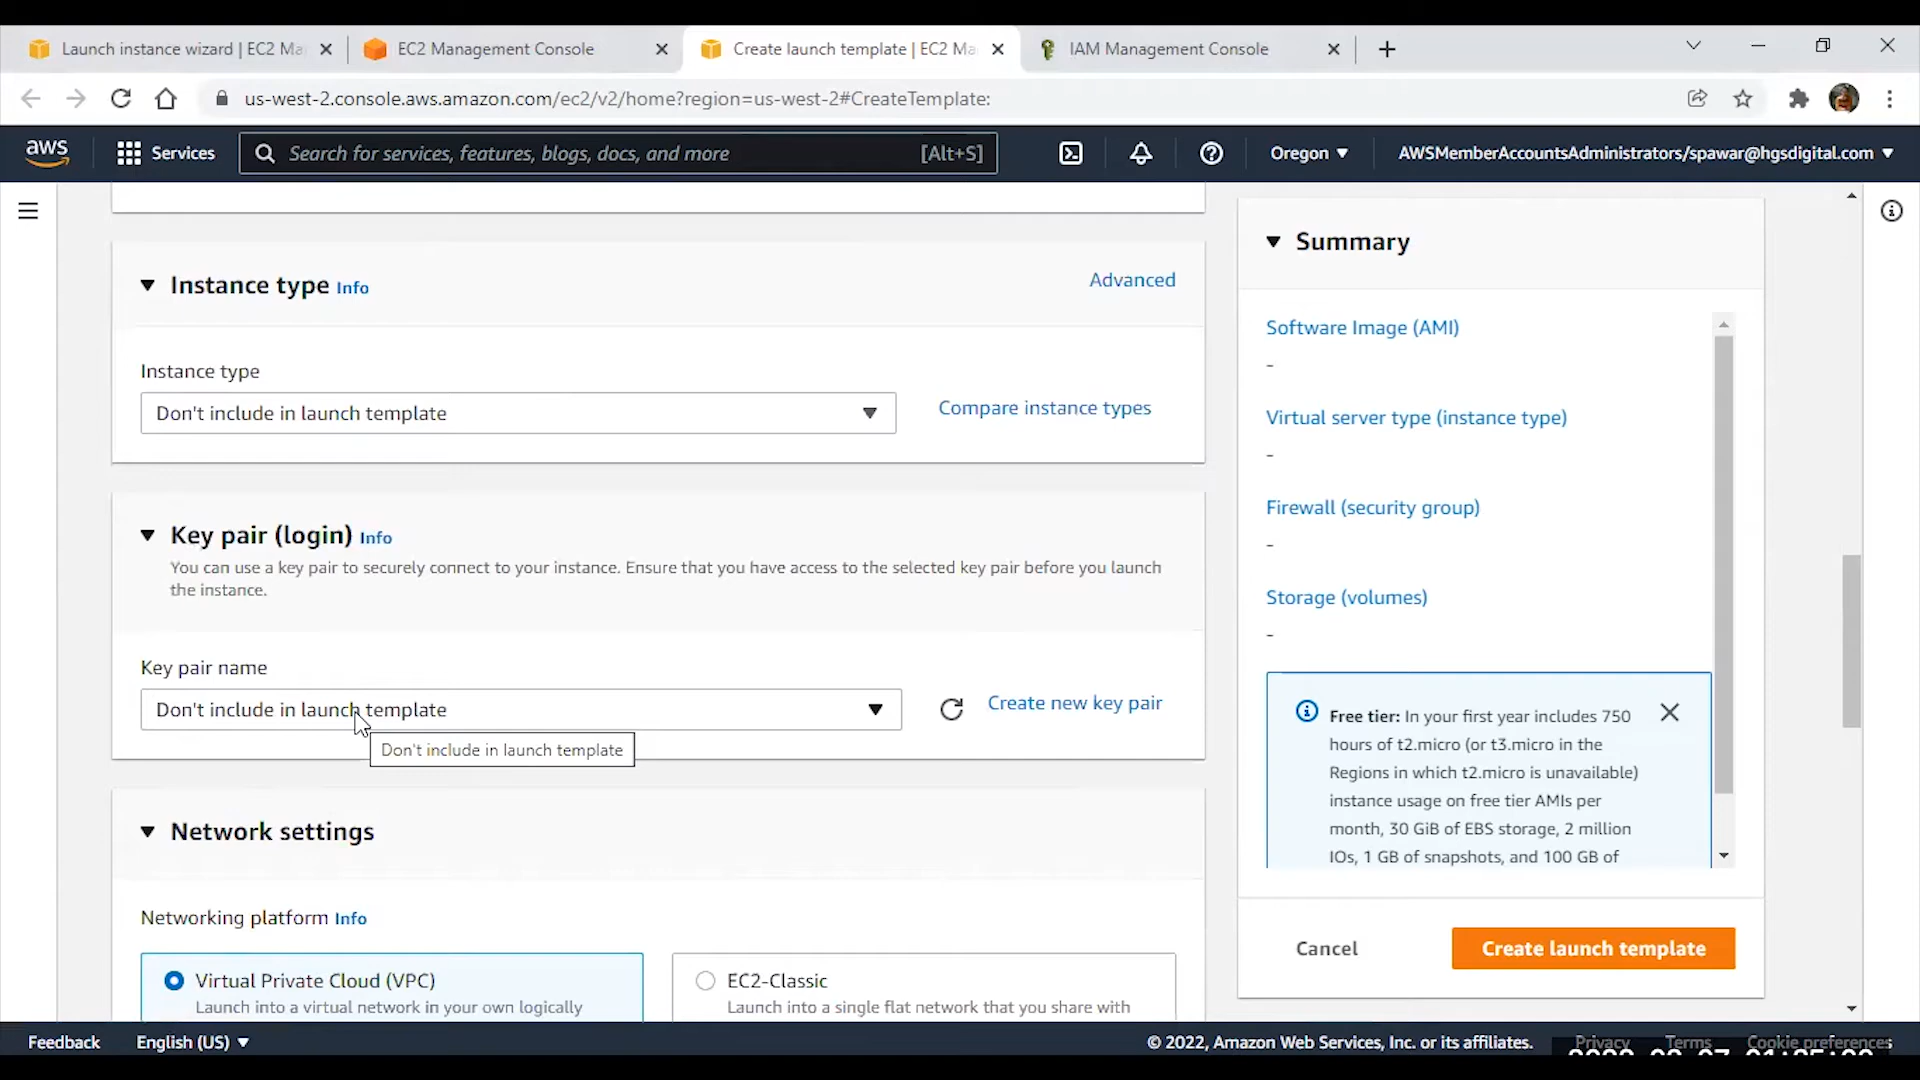 Launch instance wizard | EC2 Ma
EC2 Management Console
Create launch template | EC2 Ma
IAM Management Console
us-west-2.console.aws.amazon.com/ec2/v2/home?region=us-west-2#CreateTemplate:
aws
Services
Search for services, features, blogs, docs, and more
[Alt+S]
Oregon
AWSMemberAccountsAdministrators/spawar@hgsdigital.com
Instance type Info
Advanced
Instance type
Don't include in launch template
Compare instance types
Key pair (login) Info
You can use a key pair to securely connect to your instance. Ensure that you have access to the selected key pair before you launch
the instance.
Key pair name
Don't include in launch template
Create new key pair
Don't include in launch template
Network settings
Networking platform Info
Virtual Private Cloud (VPC)
Launch into a virtual network in your own logically
EC2-Classic
Launch into a single flat network that you share with
Summary
Software Image (AMI)
-
Virtual server type (instance type)
-
Firewall (security group)
-
Storage (volumes)
-
Free tier: In your first year includes 750
hours of t2.micro (or t3.micro in the
Regions in which t2.micro is unavailable)
instance usage on free tier AMIs per
month, 30 GiB of EBS storage, 2 million
IOs, 1 GB of snapshots, and 100 GB of
Cancel
Create launch template
Feedback
English (US)
© 2022, Amazon Web Services, Inc. or its affiliates.
Privacy
Terms
Cookie preferences